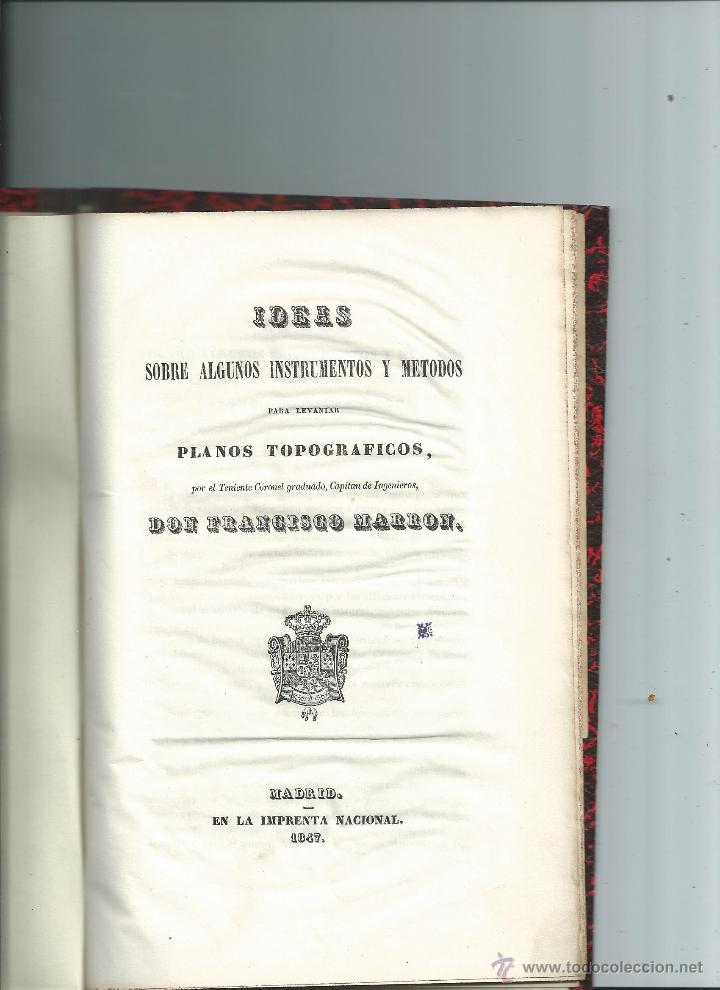 IDEAS
SOBRE ALGUNOS INSTRUMENTOS Y METODOS
PARA LEVANTAR
PLANOS TOPOGRAFICOS,
por el Teniente Coronel graduado, Capitan de Ingenieros,
DON FRANCISCO MARRON.
MADRID.
EN LA IMPRENTA NACIONAL.
1847.
todocoleccion
www.todocoleccion.net